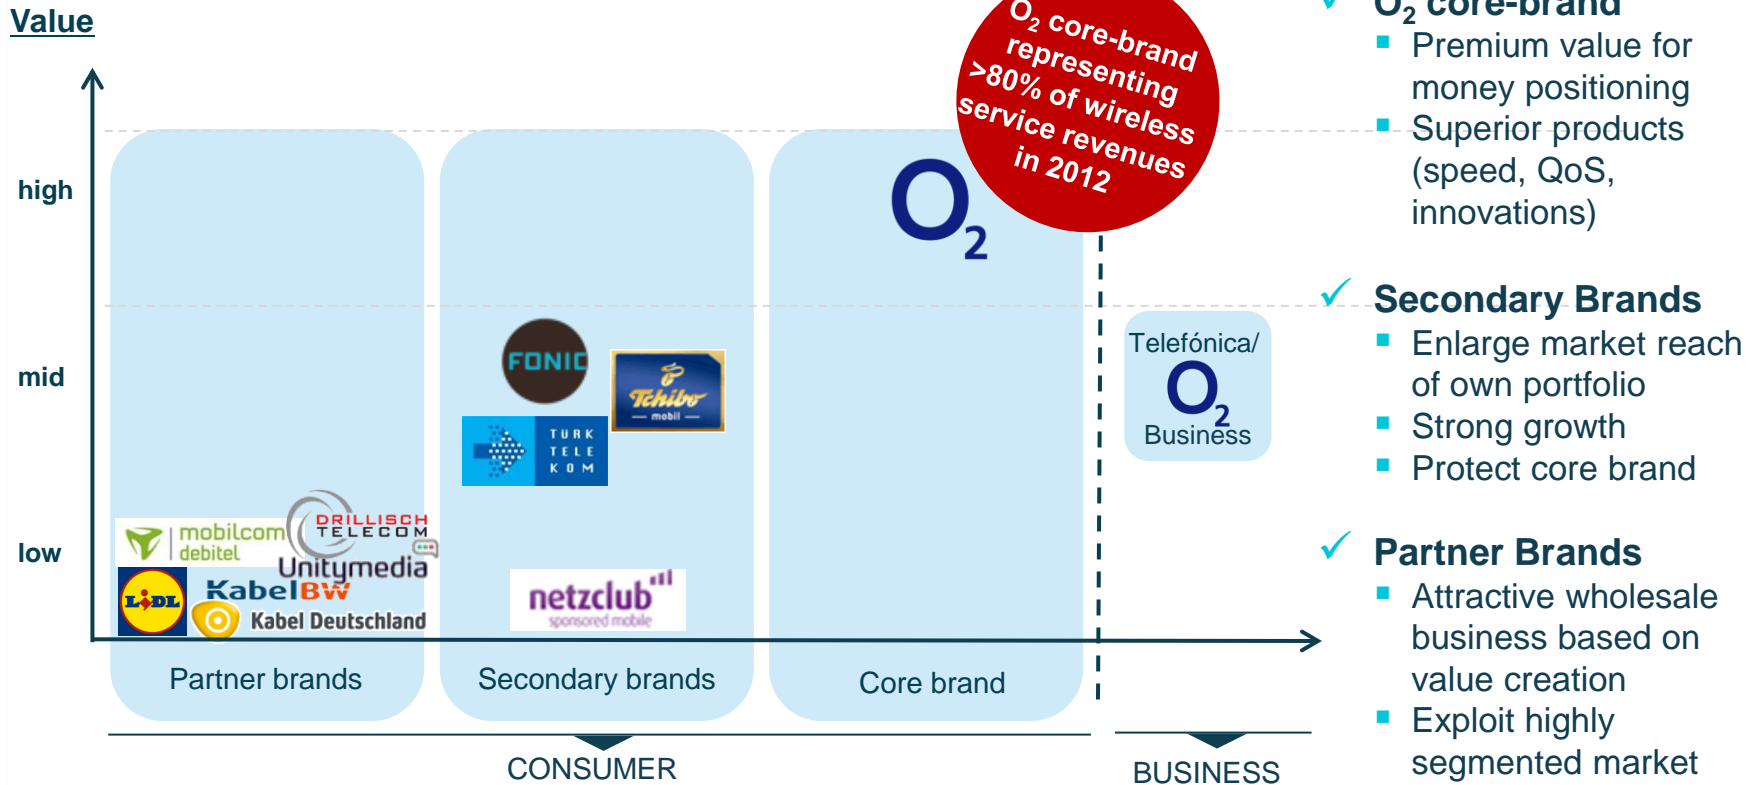 Value
high
mid
low
O2 core-brand
representing
>80% of wireless
service revenues
in 2012
O2
FONIC
Tchibo
mobil
TÜRK
TELE
KOM
Telefónica/
O2
Business
mobilcom
debitel
DRILLISCH
TELECOM
Unitymedia
LIDL
KabelBW
Kabel Deutschland
netzclub
sponsored mobile
Partner brands
Secondary brands
Core brand
CONSUMER
BUSINESS
✓ O2 core-brand
▪ Premium value for
money positioning
▪ Superior products
(speed, QoS,
innovations)
✓ Secondary Brands
▪ Enlarge market reach
of own portfolio
▪ Strong growth
▪ Protect core brand
✓ Partner Brands
▪ Attractive wholesale
business based on
value creation
▪ Exploit highly
segmented market